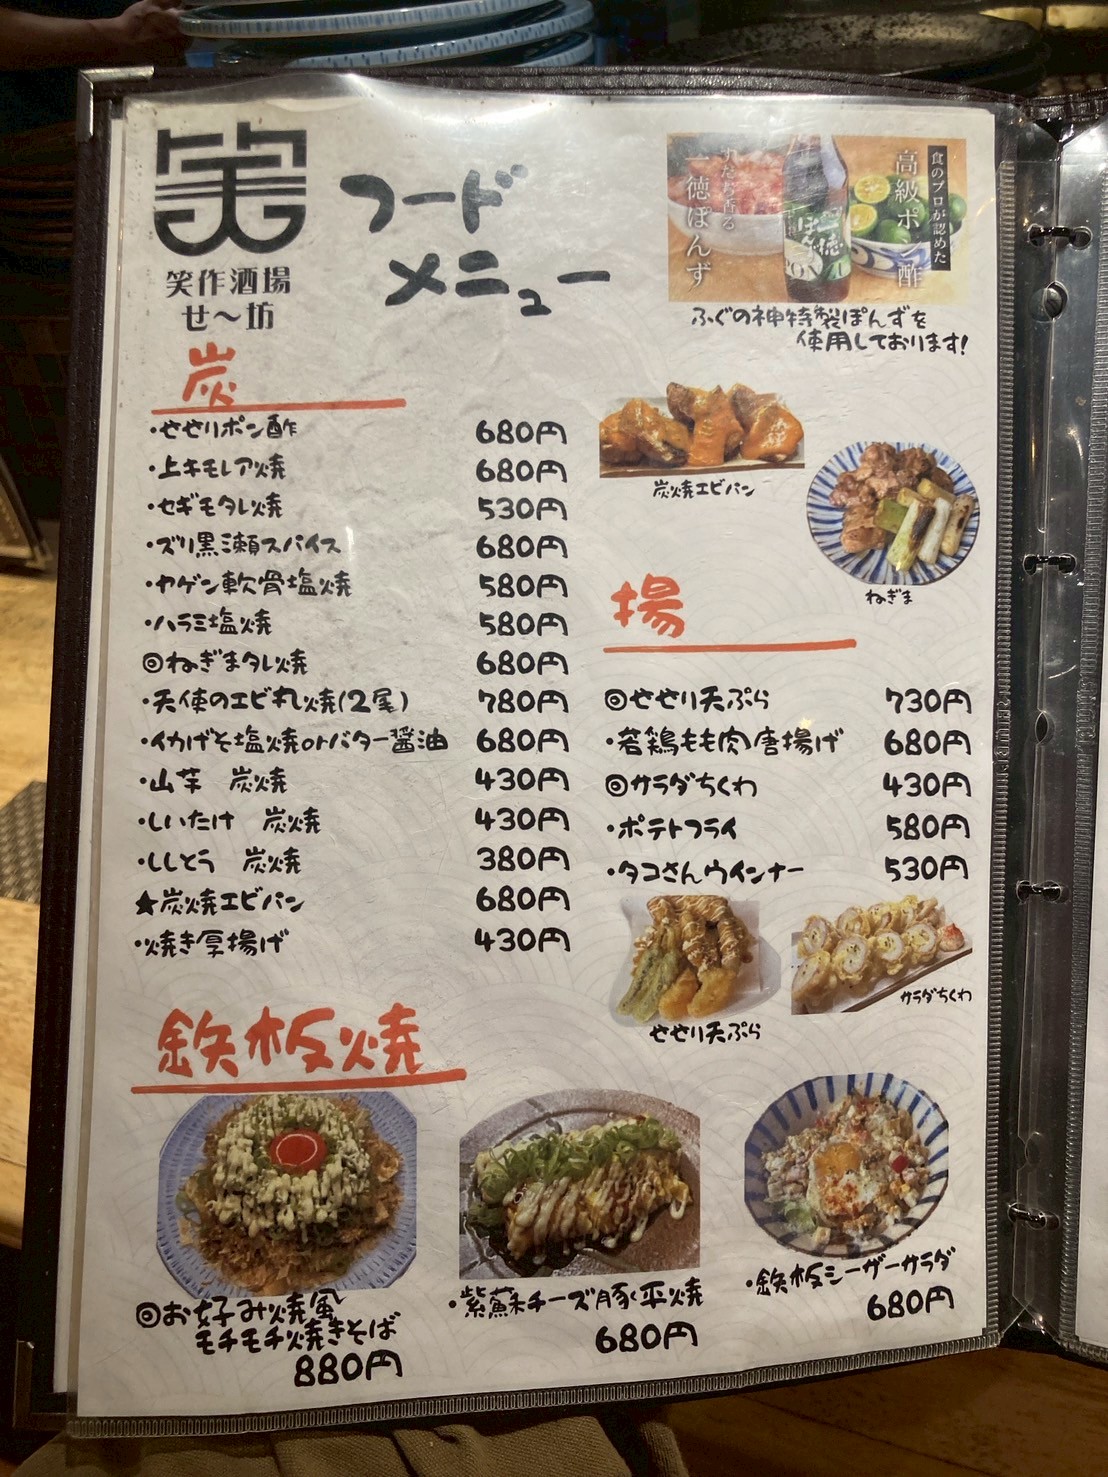 笑
笑作酒場
せ〜坊
フード
メニュー
食のプロが認めた
高級ポン酢
すだち香る
一徳ぽんず
ふぐの神特製ぽんずを
使用しております!
炭
・せせりポン酢 680円
・上キモレア焼 680円
・セギモタレ焼 530円
・ズリ黒瀬スパイス 680円
・ヤゲン軟骨塩焼 580円
・ハラミ塩焼 580円
◎ねぎまタレ焼 680円
・天使のエビ丸焼(2尾) 780円
・イカげそ塩焼orバター醤油 680円
・山芋 炭焼 430円
・しいたけ 炭焼 430円
・ししとう 炭焼 380円
★炭焼エビパン 680円
・焼き厚揚げ 430円
炭焼エビパン
ねぎま
揚
◎せせり天ぷら 730円
・若鶏もも肉唐揚げ 680円
◎サラダちくわ 430円
・ポテトフライ 580円
・タコさんウインナー 530円
せせり天ぷら
サラダちくわ
鉄板焼
◎お好み焼風
モチモチ焼きそば
880円
・紫蘇チーズ豚平焼
680円
・鉄板シーザーサラダ
680円